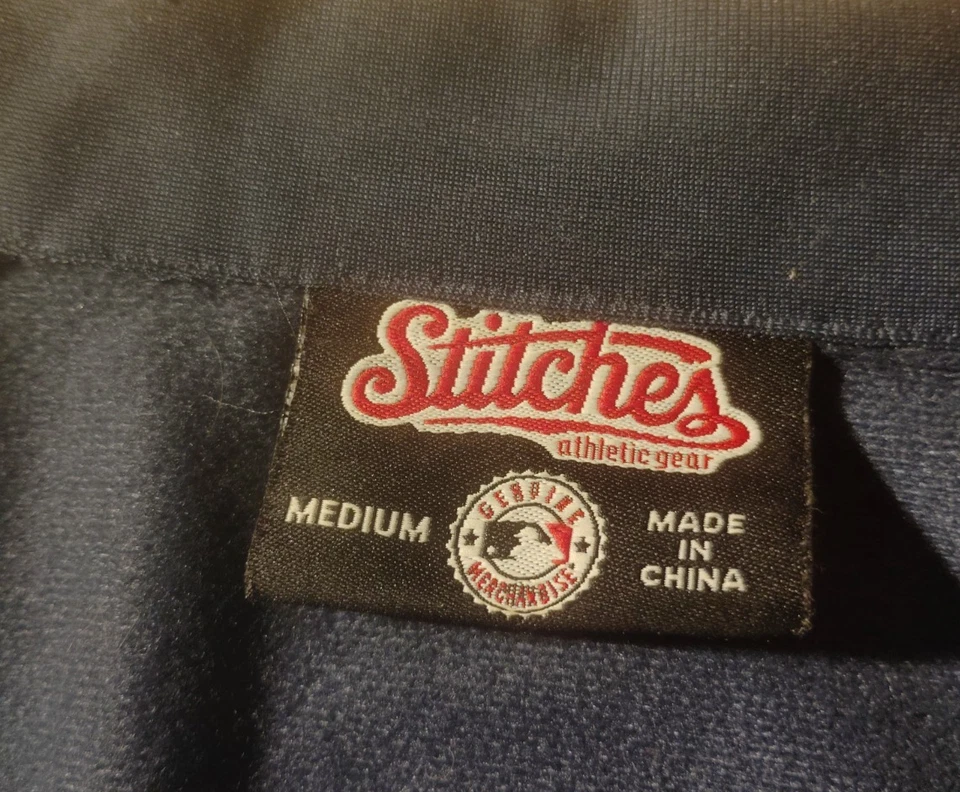 Stitches
athletic gear
MEDIUM
GENUINE
MERCHANDISE
MADE
IN
CHINA